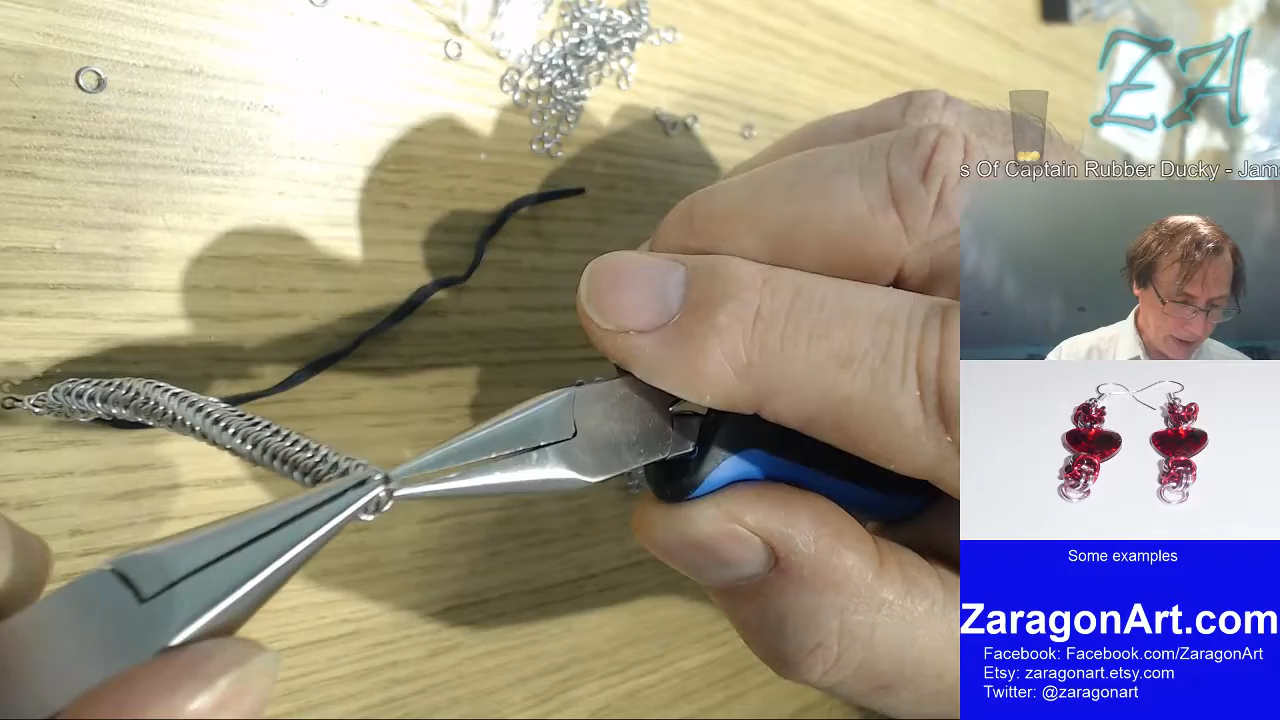 ZA
s Of Captain Rubber Ducky - Jam
Some examples
ZaragonArt.com
Facebook: Facebook.com/ZaragonArt
Etsy: zaragonart.etsy.com
Twitter: @zaragonart